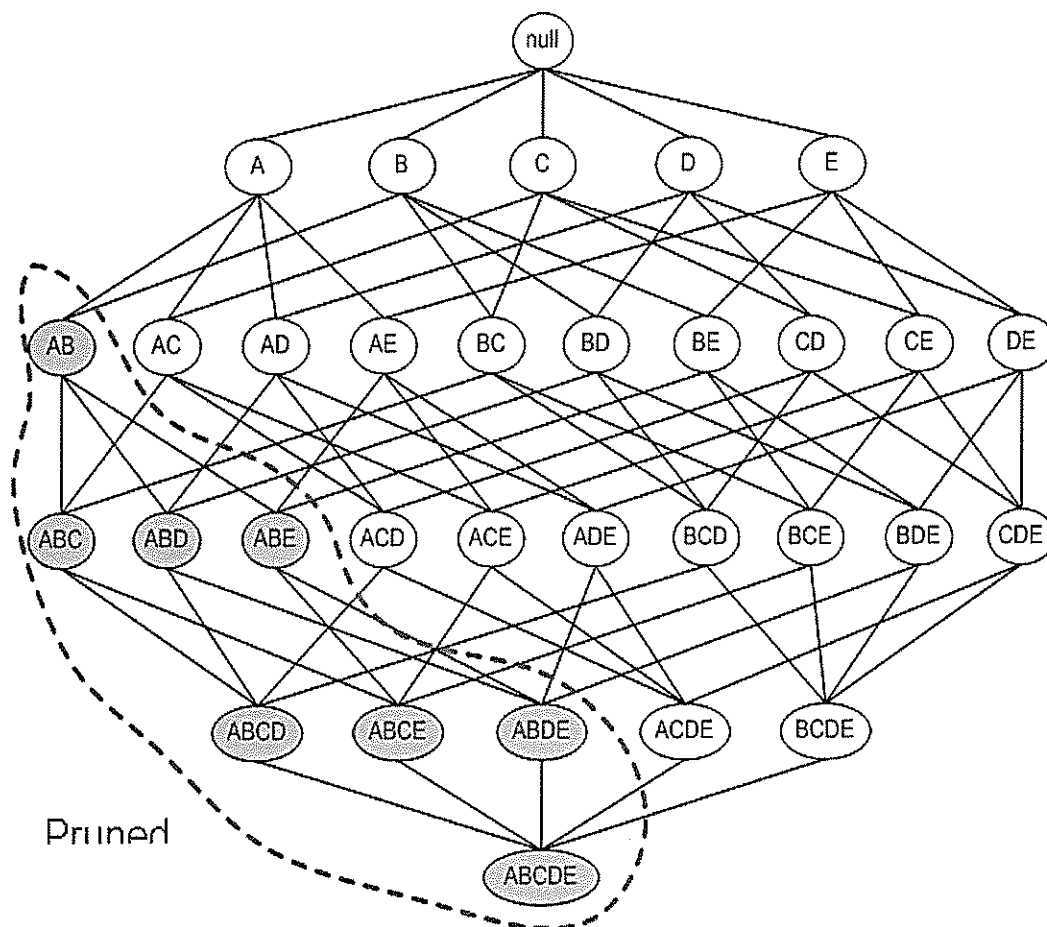 null
A B C D E
AB AC AD AE BC BD BE CD CE DE
ABC ABD ABE ACD ACE ADE BCD BCE BDE CDE
ABCD ABCE ABDE ACDE BCDE
Pruned
ABCDE